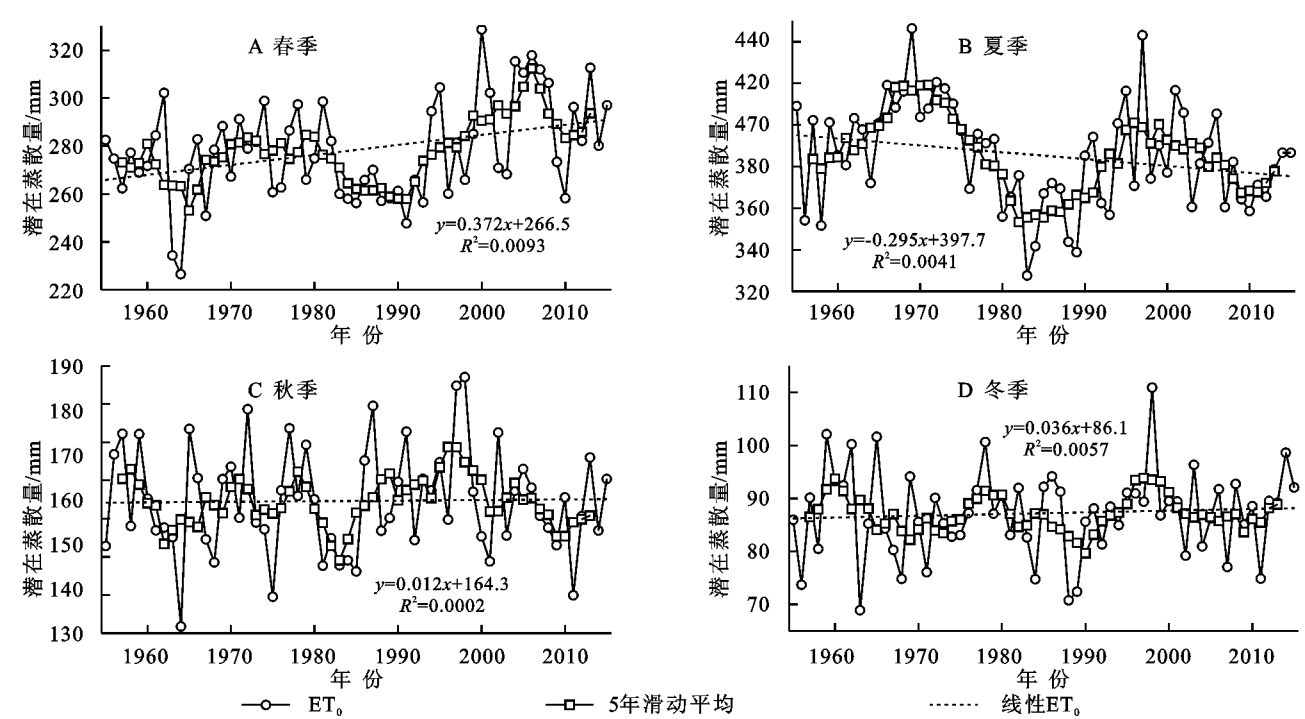 A 春季
潜在蒸散量/mm
320
300
280
260
240
220
y=0.372x+266.5
R²=0.0093
1960 1970 1980 1990 2000 2010
年 份
B 夏季
潜在蒸散量/mm
440
420
470
380
360
340
320
y=-0.295x+397.7
R²=0.0041
1960 1970 1980 1990 2000 2010
年 份
C 秋季
潜在蒸散量/mm
190
180
170
160
150
140
130
y=0.012x+164.3
R²=0.0002
1960 1970 1980 1990 2000 2010
年 份
D 冬季
潜在蒸散量/mm
110
100
90
80
70
y=0.036x+86.1
R²=0.0057
1960 1970 1980 1990 2000 2010
年 份
ET₀ 5年滑动平均 线性ET₀